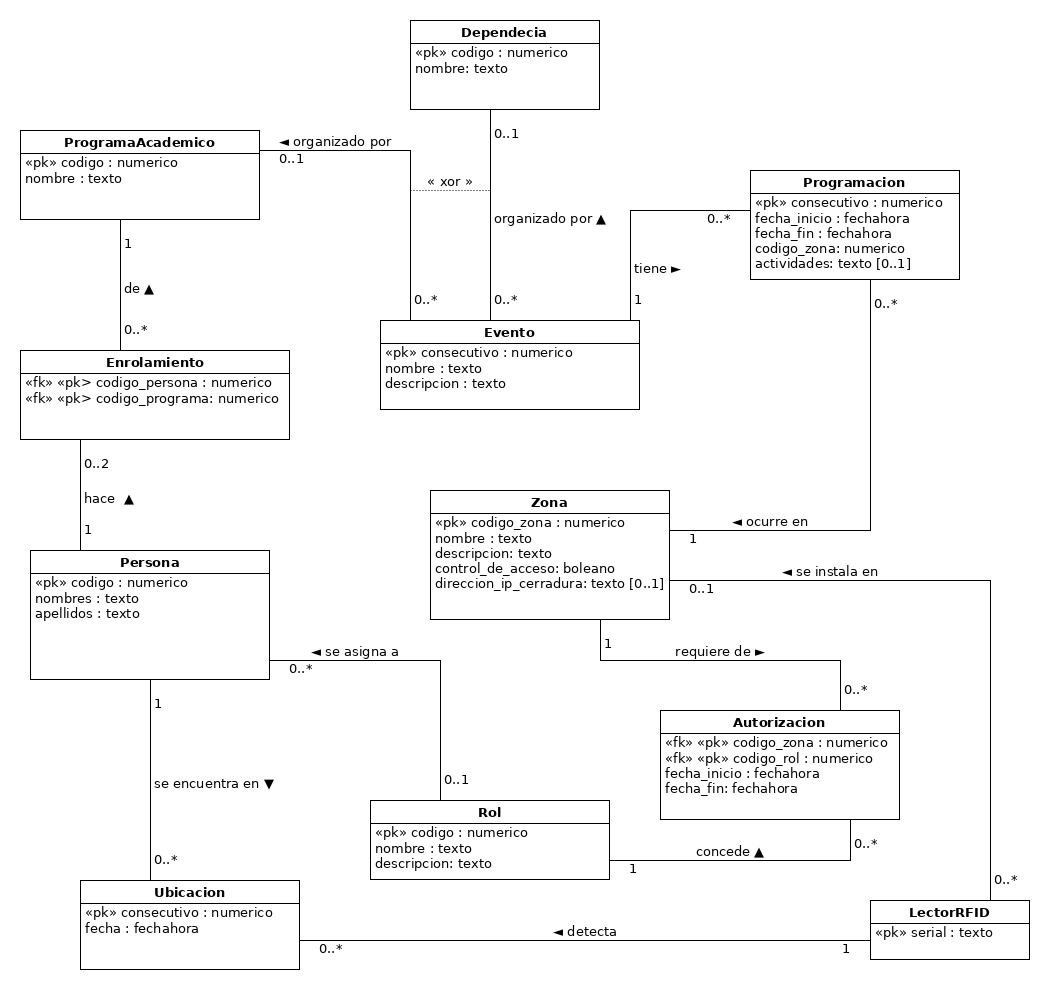 Dependecia
«pk» codigo : numerico
nombre: texto
0..1
ProgramaAcademico
«pk» codigo : numerico
nombre : texto
◄ organizado por
0..1
« xor »
organizado por ▲
0..*
0..*
Programacion
«pk» consecutivo : numerico
fecha_inicio : fechahora
fecha_fin : fechahora
codigo_zona: numerico
actividades: texto [0..1]
0..*
tiene ►
1
0..*
1
de ▲
0..*
Evento
«pk» consecutivo : numerico
nombre : texto
descripcion : texto
Enrolamiento
«fk» «pk> codigo_persona : numerico
«fk» «pk> codigo_programa: numerico
0..2
hace ▲
1
Zona
«pk» codigo_zona : numerico
nombre : texto
descripcion: texto
control_de_acceso: boleano
direccion_ip_cerradura: texto [0..1]
◄ ocurre en
1
◄ se instala en
0..1
Persona
«pk» codigo : numerico
nombres : texto
apellidos : texto
◄ se asigna a
0..*
1
requiere de ►
0..*
1
se encuentra en ▼
0..*
0..1
Autorizacion
«fk» «pk» codigo_zona : numerico
«fk» «pk» codigo_rol : numerico
fecha_inicio : fechahora
fecha_fin: fechahora
Rol
«pk» codigo : numerico
nombre : texto
descripcion: texto
concede ▲
1
0..*
0..*
Ubicacion
«pk» consecutivo : numerico
fecha : fechahora
◄ detecta
0..*
1
LectorRFID
«pk» serial : texto